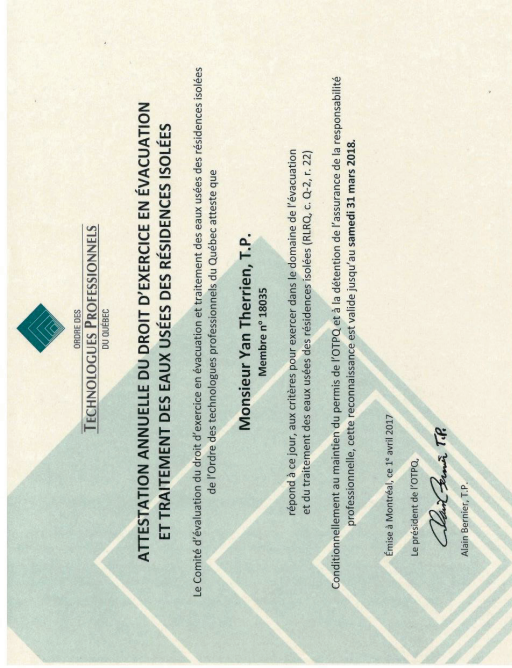 ORDRE DES
TECHNOLOGUES PROFESSIONNELS
DU QUÉBEC
ATTESTATION ANNUELLE DU DROIT D'EXERCICE EN ÉVACUATION
ET TRAITEMENT DES EAUX USÉES DES RÉSIDENCES ISOLÉES
Le Comité d'évaluation du droit d'exercice en évacuation et traitement des eaux usées des résidences isolées
de l'Ordre des technologues professionnels du Québec atteste que
Monsieur Yan Therrien, T.P.
Membre n° 18035
répond à ce jour, aux critères pour exercer dans le domaine de l'évacuation
et du traitement des eaux usées des résidences isolées (RLRQ, c. Q-2, r. 22)
Conditionnellement au maintien du permis de l'OTPQ et à la détention de l'assurance de la responsabilité
professionnelle, cette reconnaissance est valide jusqu'au samedi 31 mars 2018.
Émise à Montréal, ce 1er avril 2017
Le président de l'OTPQ,
Alain Bernier, T.P.
Alain Bernier, T.P.